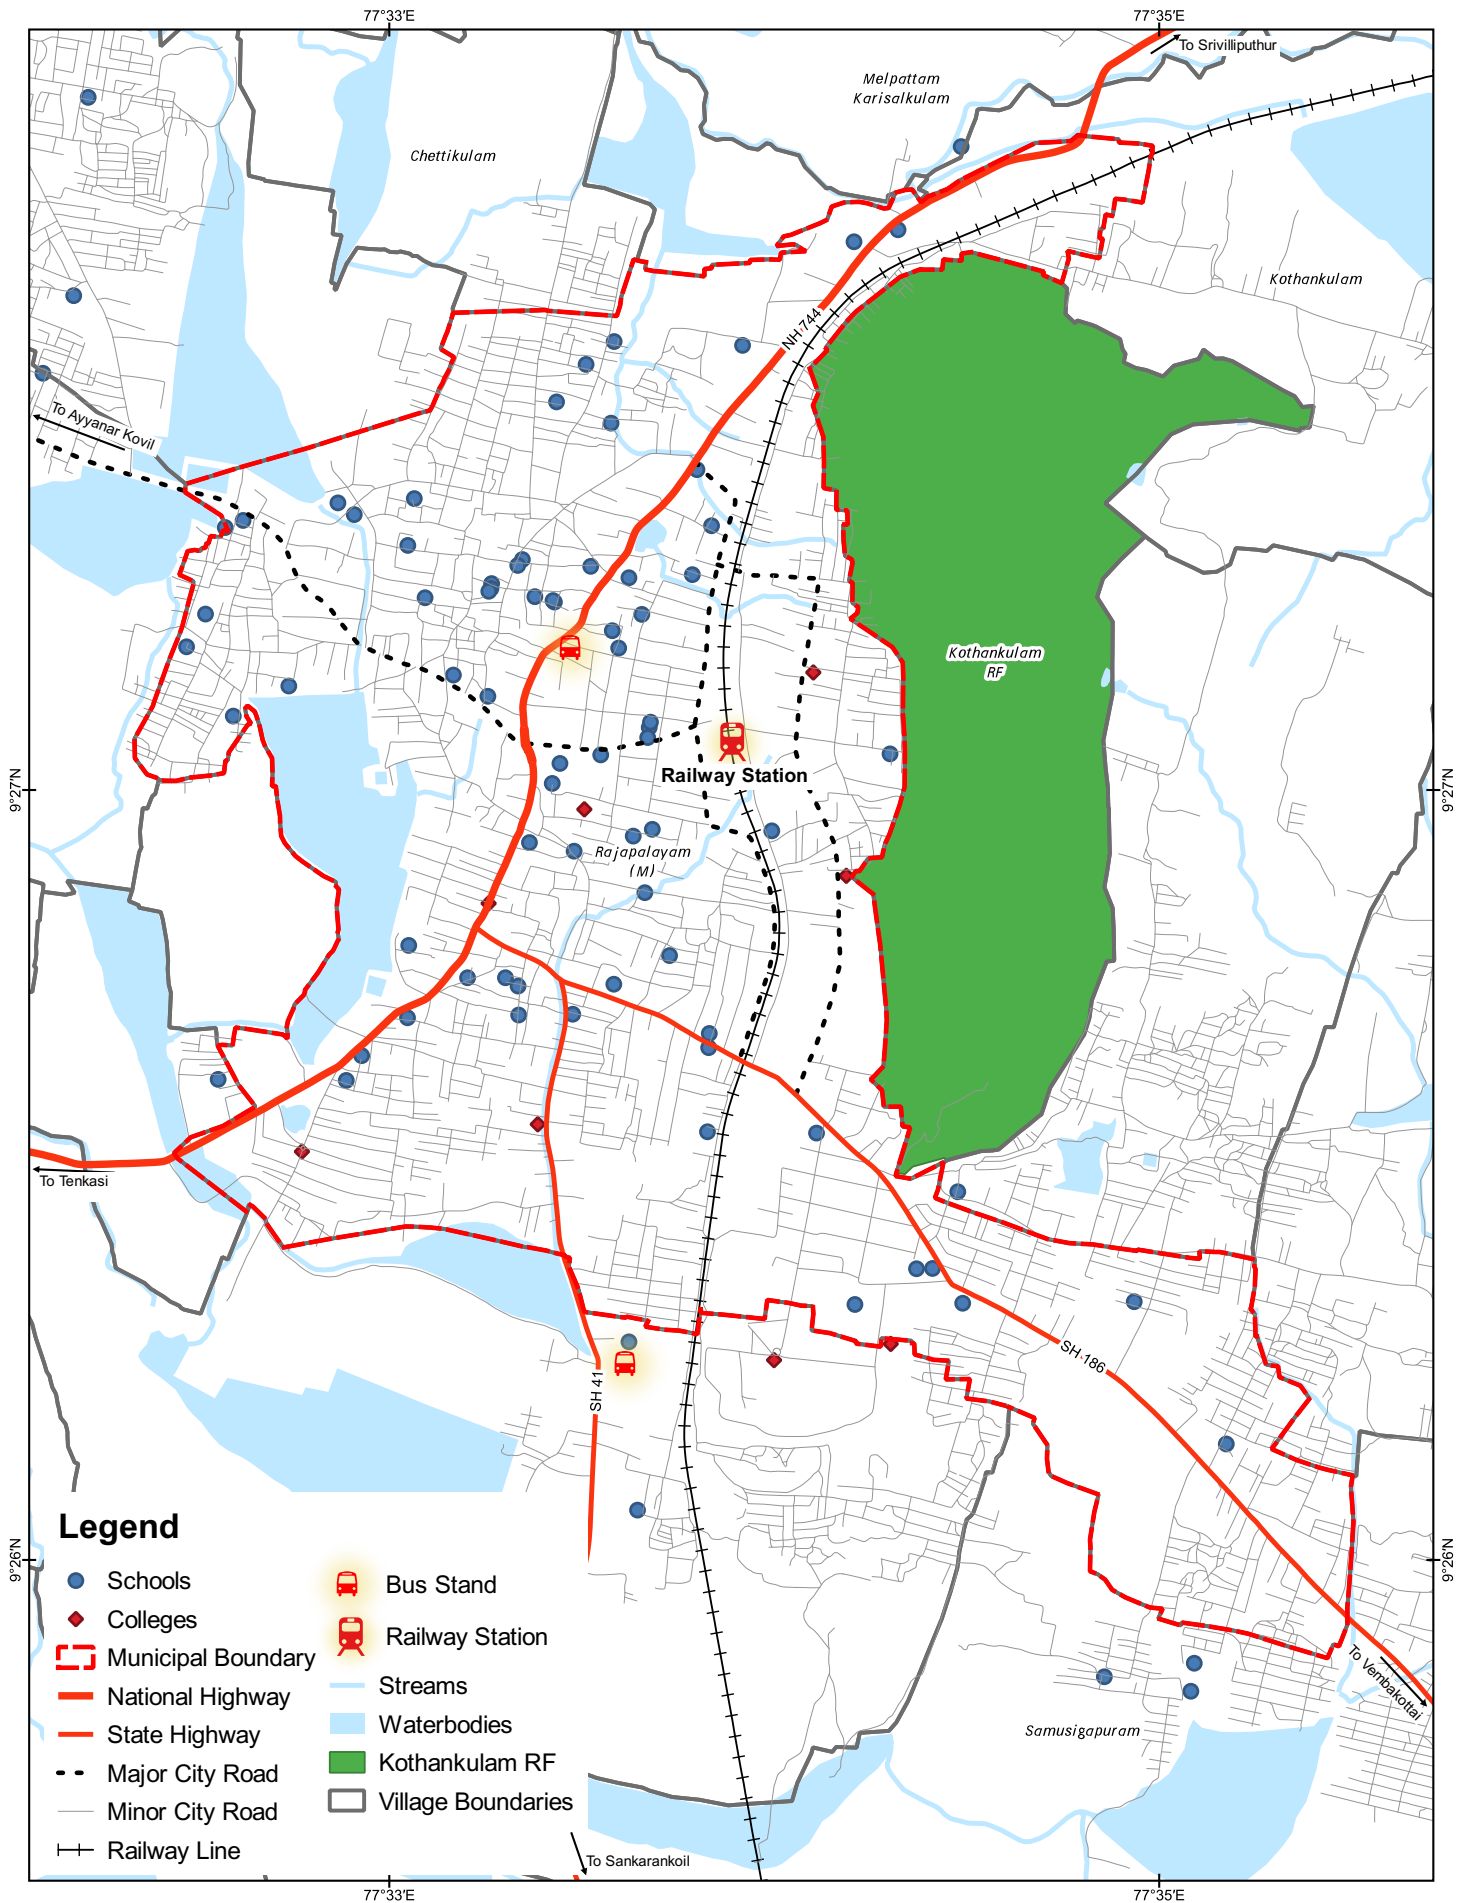 77°33'E
77°35'E
To Srivilliputhur
Melpattam
Karisalkulam
Chettikulam
Kothankulam
NH 744
To Ayyanar Kovil
Kothankulam
RF
Railway Station
9°27'N
9°27'N
Rajapalayam
(M)
To Tenkasi
SH 186
SH 41
Legend
Schools
Colleges
Municipal Boundary
National Highway
State Highway
Major City Road
Minor City Road
Railway Line
Bus Stand
Railway Station
Streams
Waterbodies
Kothankulam RF
Village Boundaries
9°26'N
9°26'N
To Vembakottai
Samusigapuram
To Sankarankoil
77°33'E
77°35'E